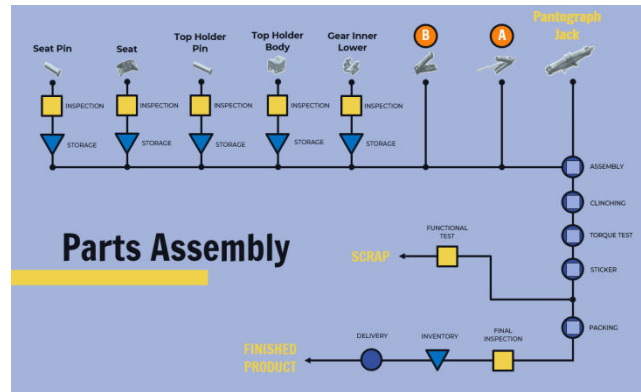 Pantograph
Jack
Seat Pin
Seat
Top Holder
Pin
Top Holder
Body
Gear Inner
Lower
B
A
INSPECTION
INSPECTION
INSPECTION
INSPECTION
INSPECTION
STORAGE
STORAGE
STORAGE
STORAGE
STORAGE
ASSEMBLY
CLINCHING
TORQUE TEST
STICKER
Parts Assembly
FUNCTIONAL
TEST
SCRAP
PACKING
DELIVERY
INVENTORY
FINAL
INSPECTION
FINISHED
PRODUCT